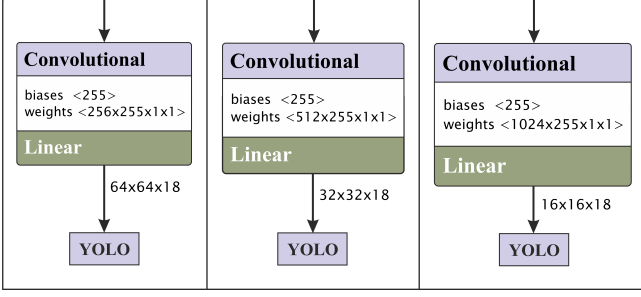 Convolutional
biases <255>
weights <256x255x1x1>
Linear
64x64x18
YOLO
Convolutional
biases <255>
weights <512x255x1x1>
Linear
32x32x18
YOLO
Convolutional
biases <255>
weights <1024x255x1x1>
Linear
16x16x18
YOLO